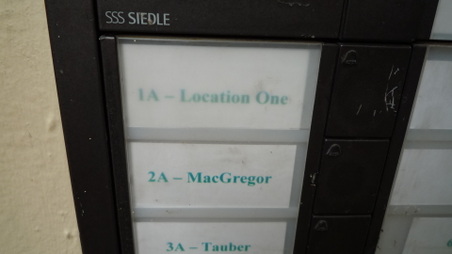 SSS SIEDLE
1A – Location One
2A – MacGregor
3A – Tauber